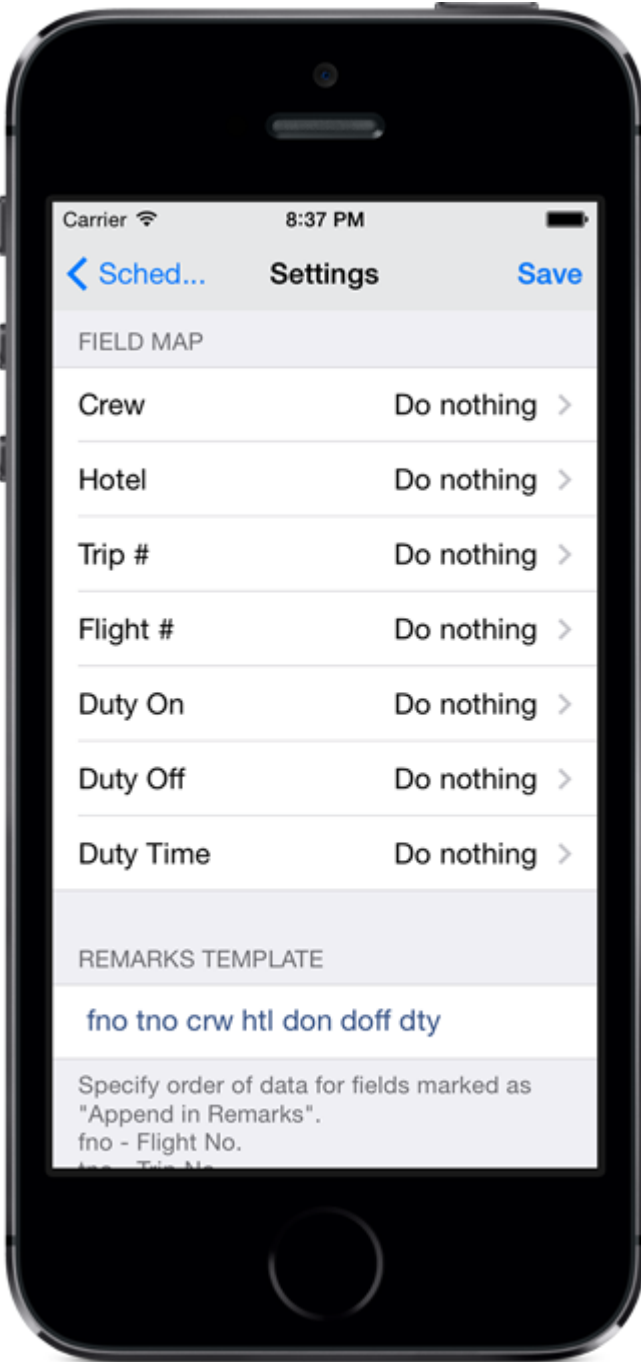 Carrier 8:37 PM
Sched... Settings Save
FIELD MAP
Crew Do nothing
Hotel Do nothing
Trip # Do nothing
Flight # Do nothing
Duty On Do nothing
Duty Off Do nothing
Duty Time Do nothing
REMARKS TEMPLATE
fno tno crw htl don doff dty
Specify order of data for fields marked as
"Append in Remarks".
fno - Flight No.